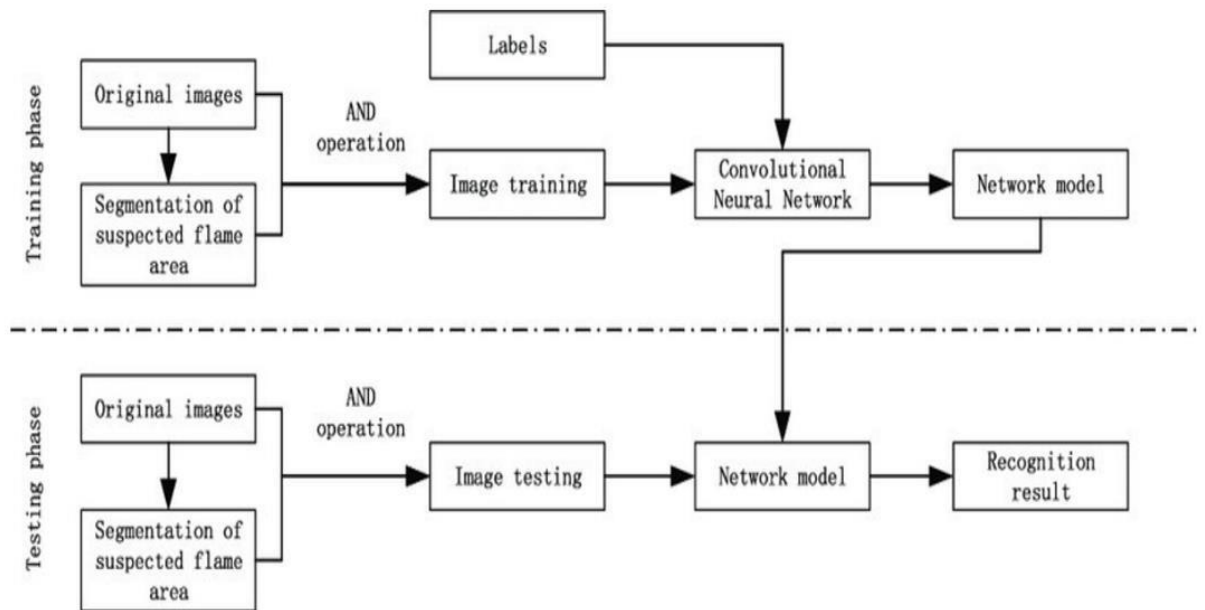 Training phase
Labels
Original images
AND
operation
Segmentation of
suspected flame
area
Image training
Convolutional
Neural Network
Network model
Testing phase
Original images
AND
operation
Segmentation of
suspected flame
area
Image testing
Network model
Recognition
result